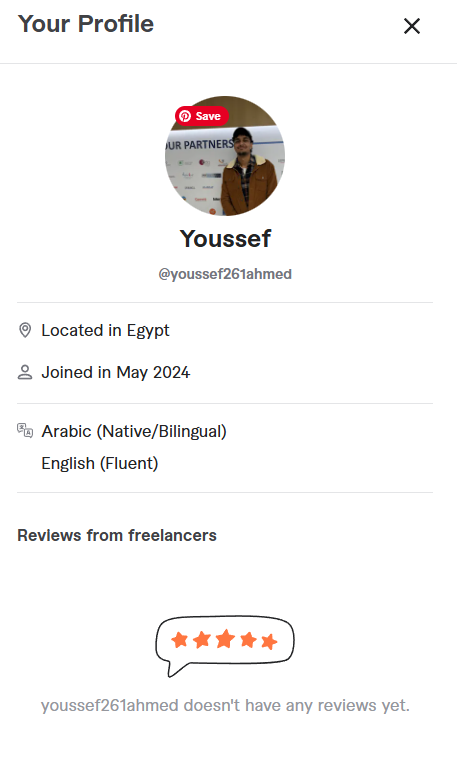 Your Profile
Save
OUR PARTNERS
Youssef
@youssef261ahmed
Located in Egypt
Joined in May 2024
Arabic (Native/Bilingual)
English (Fluent)
Reviews from freelancers
youssef261ahmed doesn't have any reviews yet.